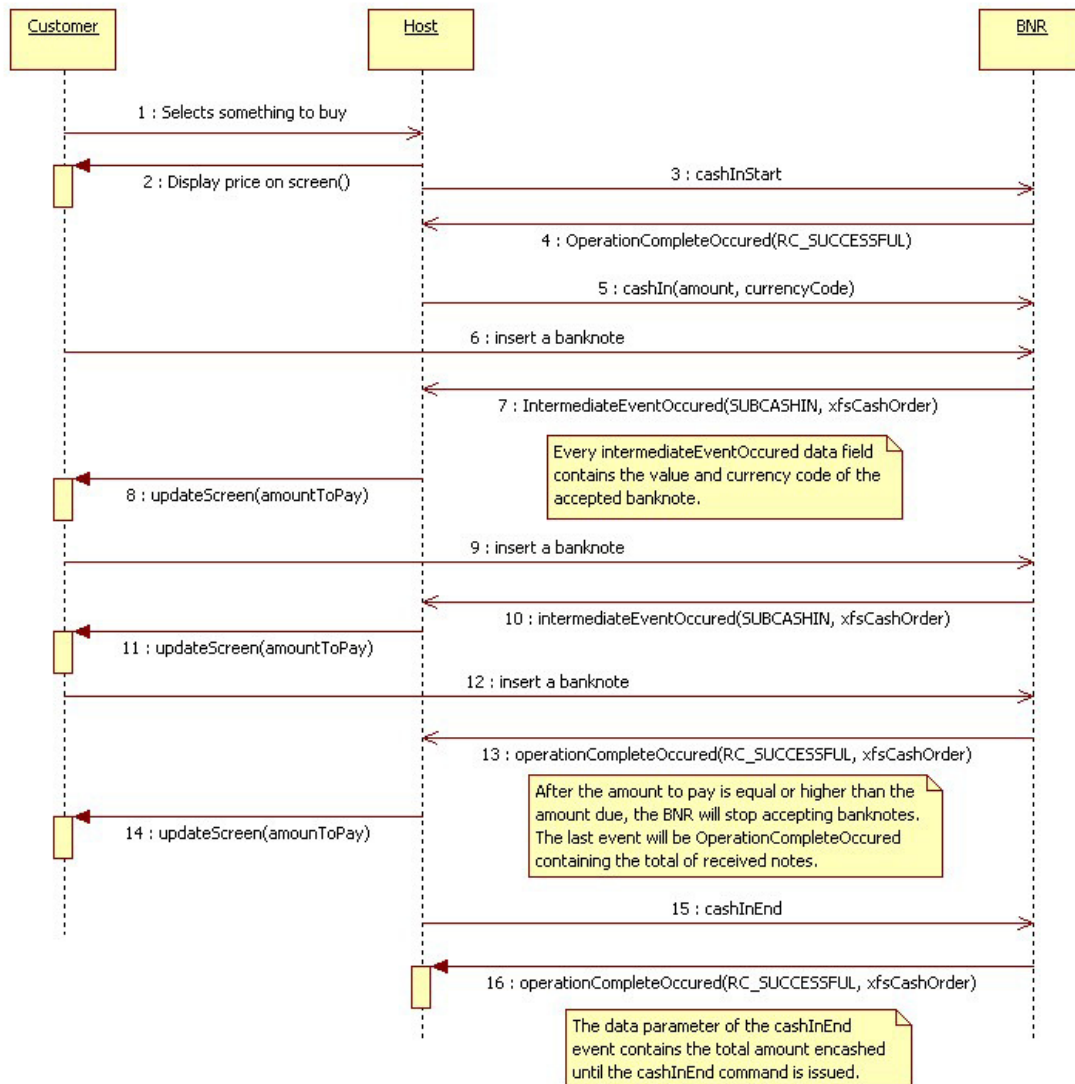 Customer
Host
BNR
1 : Selects something to buy
2 : Display price on screen()
3 : cashInStart
4 : OperationCompleteOccured(RC_SUCCESSFUL)
5 : cashIn(amount, currencyCode)
6 : insert a banknote
7 : IntermediateEventOccured(SUBCASHIN, xfsCashOrder)
Every intermediateEventOccured data field
contains the value and currency code of the
accepted banknote.
8 : updateScreen(amountToPay)
9 : insert a banknote
10 : intermediateEventOccured(SUBCASHIN, xfsCashOrder)
11 : updateScreen(amountToPay)
12 : insert a banknote
13 : operationCompleteOccured(RC_SUCCESSFUL, xfsCashOrder)
After the amount to pay is equal or higher than the
amount due, the BNR will stop accepting banknotes.
The last event will be OperationCompleteOccured
containing the total of received notes.
14 : updateScreen(amounToPay)
15 : cashInEnd
16 : operationCompleteOccured(RC_SUCCESSFUL, xfsCashOrder)
The data parameter of the cashInEnd
event contains the total amount encashed
until the cashInEnd command is issued.